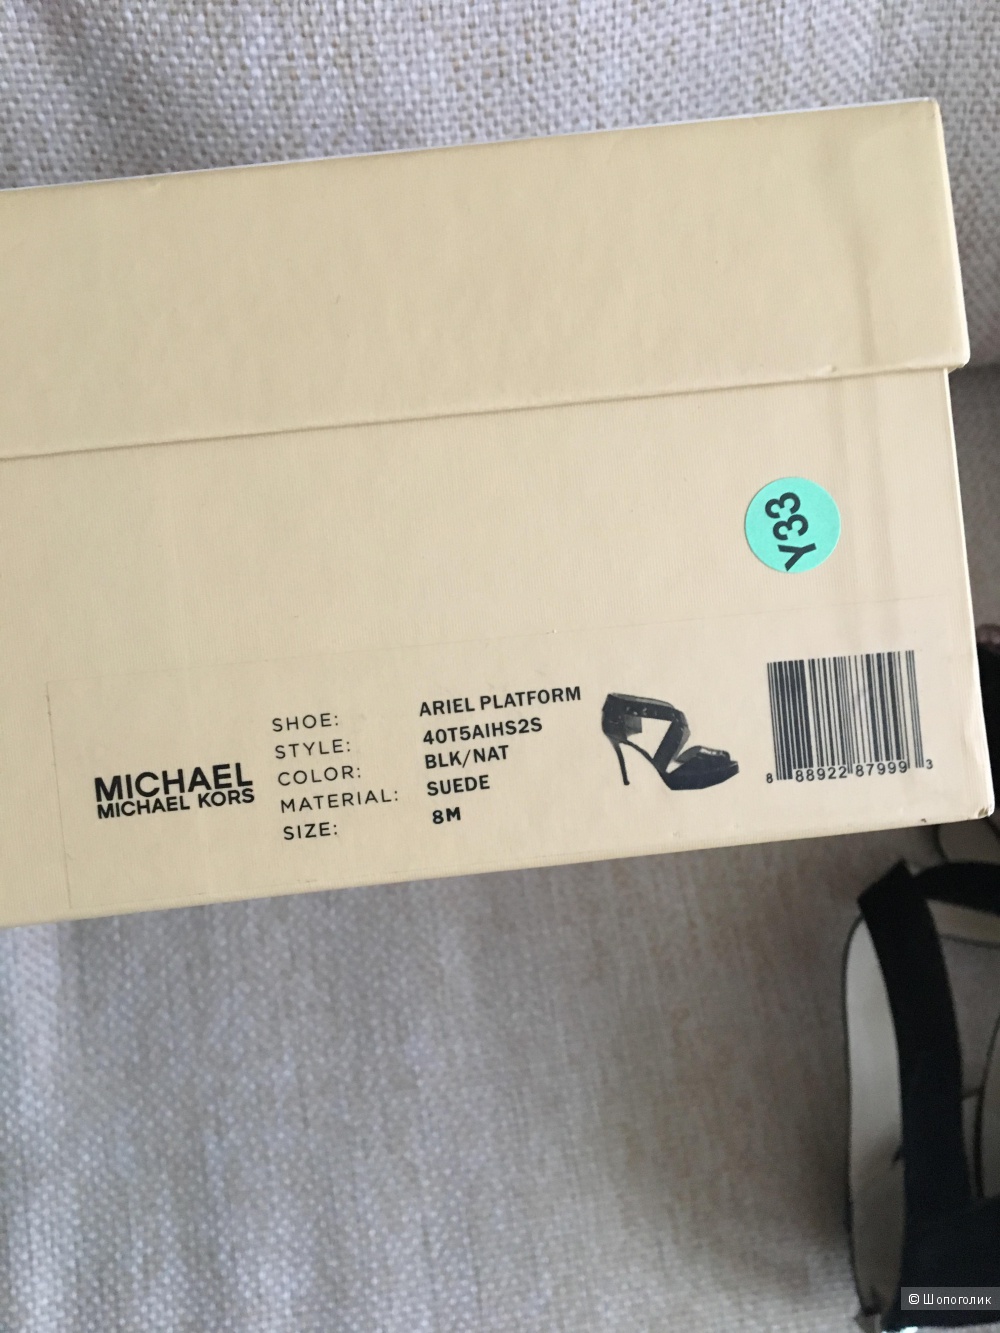 Y33
MICHAEL
MICHAEL KORS
SHOE: ARIEL PLATFORM
STYLE: 40T5AIHS2S
COLOR: BLK/NAT
MATERIAL: SUEDE
SIZE: 8M
8 88922 87999 3
© Шопоголик